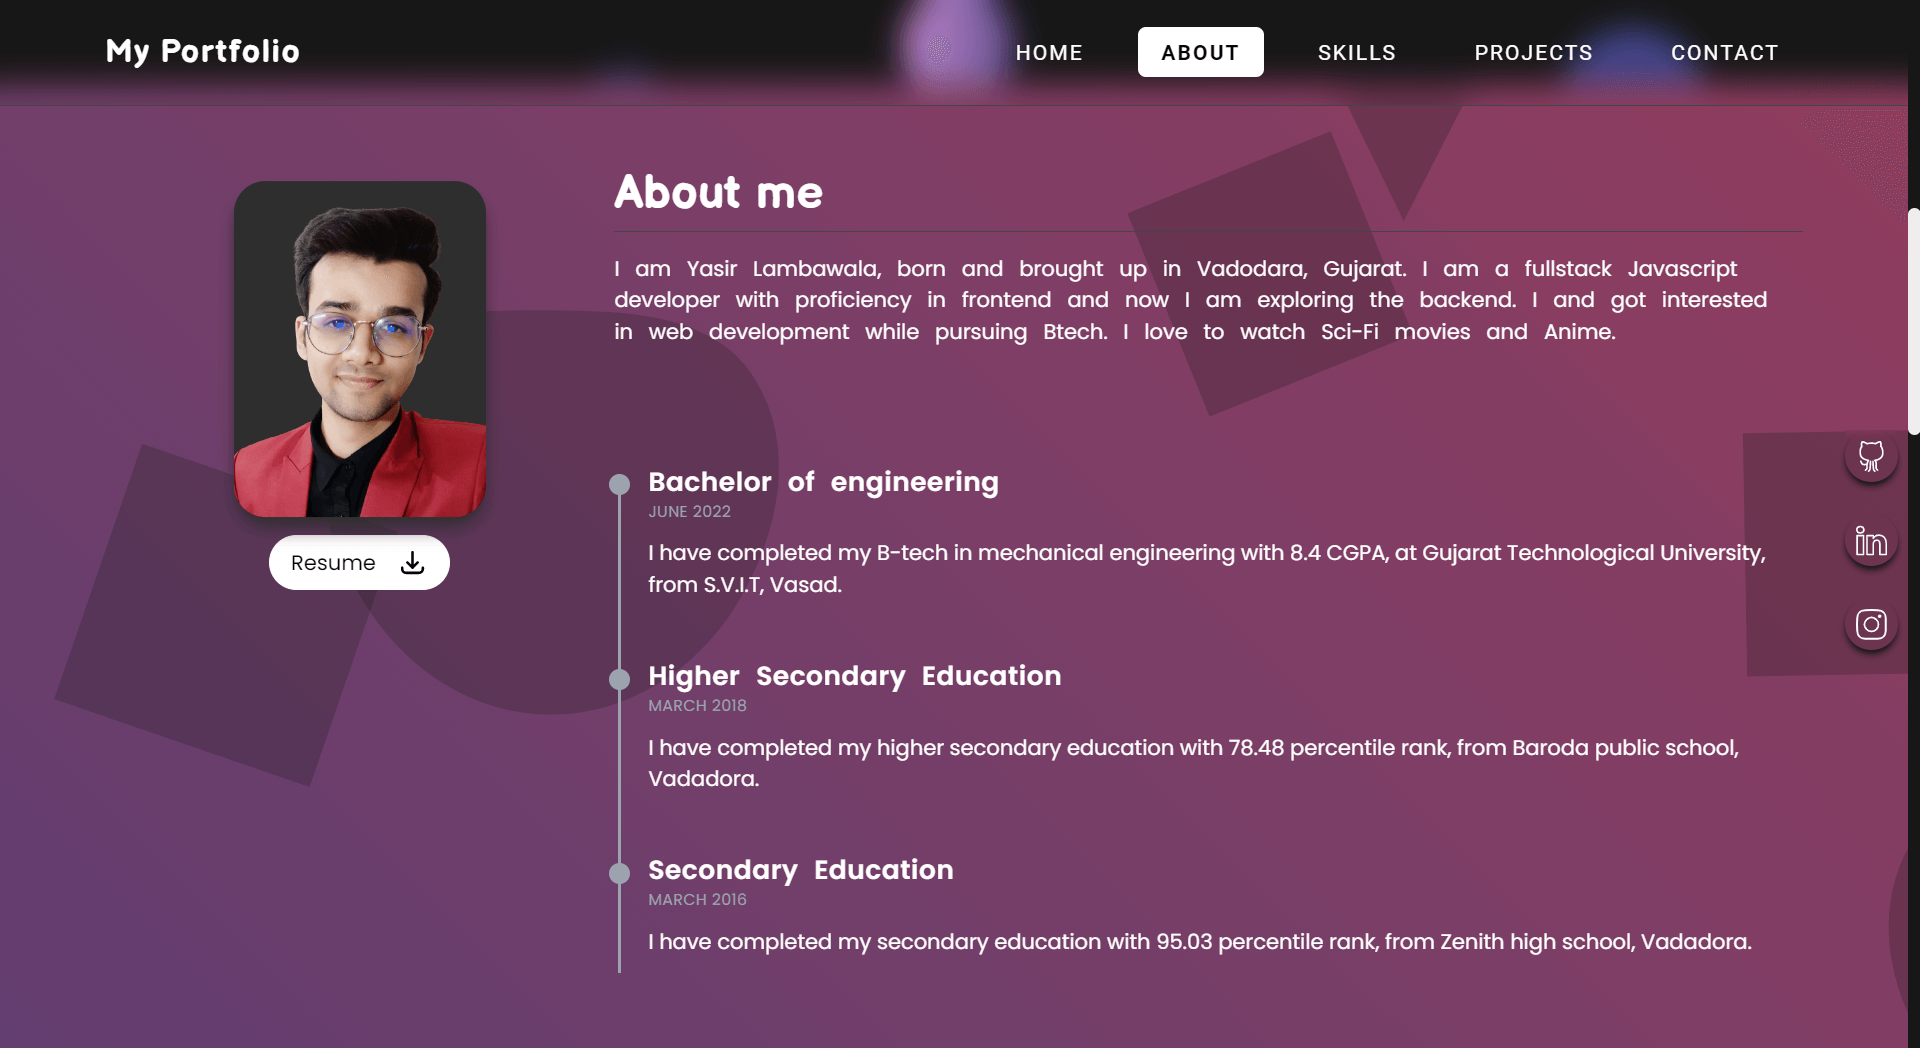 My Portfolio
HOME
ABOUT
SKILLS
PROJECTS
CONTACT
About me
I am Yasir Lambawala, born and brought up in Vadodara, Gujarat. I am a fullstack Javascript
developer with proficiency in frontend and now I am exploring the backend. I and got interested
in web development while pursuing Btech. I love to watch Sci-Fi movies and Anime.
Resume
Bachelor of engineering
JUNE 2022
I have completed my B-tech in mechanical engineering with 8.4 CGPA, at Gujarat Technological University,
from S.V.I.T, Vasad.
Higher Secondary Education
MARCH 2018
I have completed my higher secondary education with 78.48 percentile rank, from Baroda public school,
Vadadora.
Secondary Education
MARCH 2016
I have completed my secondary education with 95.03 percentile rank, from Zenith high school, Vadadora.
in